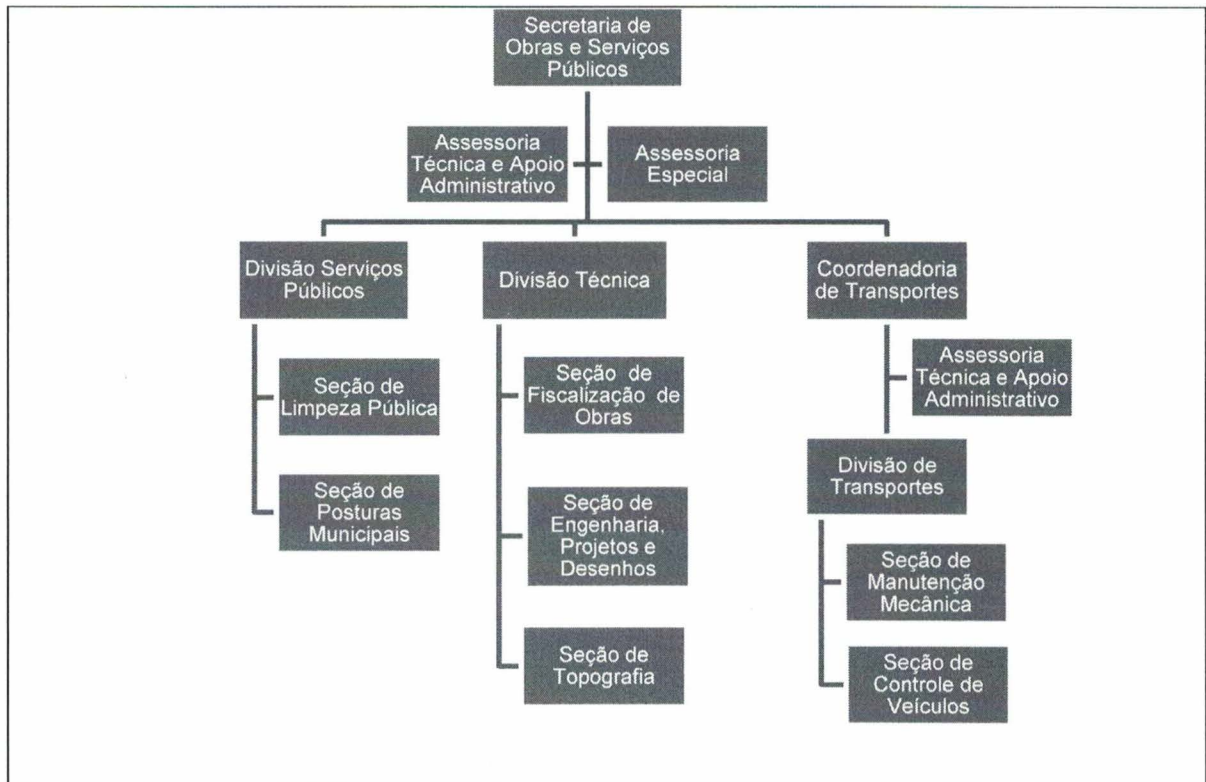 Secretaria de
Obras e Serviços
Públicos
Assessoria
Técnica e Apoio
Administrativo
Assessoria
Especial
Divisão Serviços
Públicos
Divisão Técnica
Coordenadoria
de Transportes
Seção de
Limpeza Pública
Seção de
Posturas
Municipais
Seção de
Fiscalização de
Obras
Seção de
Engenharia,
Projetos e
Desenhos
Seção de
Topografia
Assessoria
Técnica e Apoio
Administrativo
Divisão de
Transportes
Seção de
Manutenção
Mecânica
Seção de
Controle de
Veículos